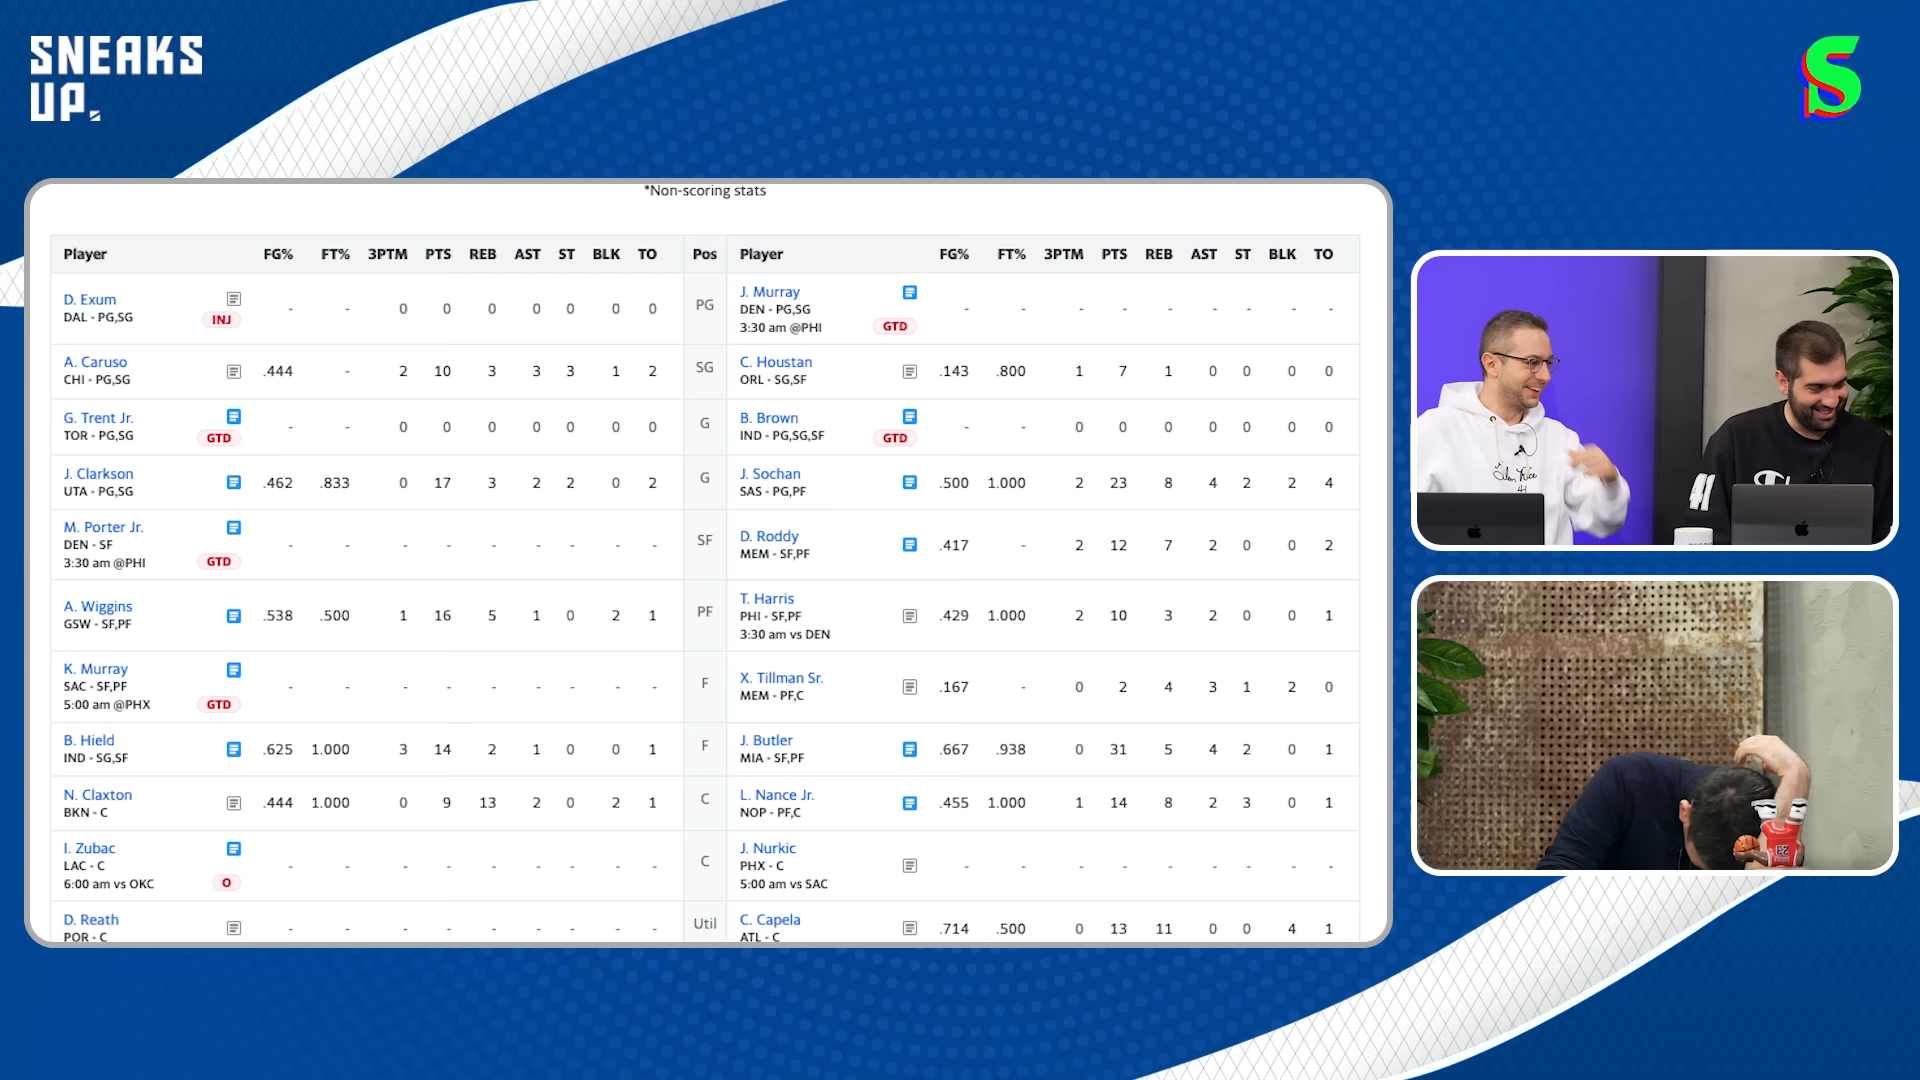 SNEAKS
UP.
S
*Non-scoring stats
Player FG% FT% 3PTM PTS REB AST ST BLK TO Pos Player FG% FT% 3PTM PTS REB AST ST BLK TO
D. Exum
DAL - PG,SG
INJ
- - 0 0 0 0 0 0 0
PG
J. Murray
DEN - PG,SG
3:30 am @PHI
GTD
- - - - - - - - -
A. Caruso
CHI - PG,SG
.444 - 2 10 3 3 3 1 2
SG
C. Houstan
ORL - SG,SF
.143 .800 1 7 1 0 0 0 0
G. Trent Jr.
TOR - PG,SG
GTD
- - 0 0 0 0 0 0 0
G
B. Brown
IND - PG,SG,SF
GTD
- - 0 0 0 0 0 0 0
J. Clarkson
UTA - PG,SG
.462 .833 0 17 3 2 2 0 2
G
J. Sochan
SAS - PG,PF
.500 1.000 2 23 8 4 2 2 4
M. Porter Jr.
DEN - SF
3:30 am @PHI
GTD
- - - - - - - - -
SF
D. Roddy
MEM - SF,PF
.417 - 2 12 7 2 0 0 2
A. Wiggins
GSW - SF,PF
.538 .500 1 16 5 1 0 2 1
PF
T. Harris
PHI - SF,PF
3:30 am vs DEN
.429 1.000 2 10 3 2 0 0 1
K. Murray
SAC - SF,PF
5:00 am @PHX
GTD
- - - - - - - - -
F
X. Tillman Sr.
MEM - PF,C
.167 - 0 2 4 3 1 2 0
B. Hield
IND - SG,SF
.625 1.000 3 14 2 1 0 0 1
F
J. Butler
MIA - SF,PF
.667 .938 0 31 5 4 2 0 1
N. Claxton
BKN - C
.444 1.000 0 9 13 2 0 2 1
C
L. Nance Jr.
NOP - PF,C
.455 1.000 1 14 8 2 3 0 1
I. Zubac
LAC - C
6:00 am vs OKC
O
- - - - - - - - -
C
J. Nurkic
PHX - C
5:00 am vs SAC
- - - - - - - - -
D. Reath
POR - C
- - - - - - - - -
Util
C. Capela
ATL - C
.714 .500 0 13 11 0 0 4 1
23